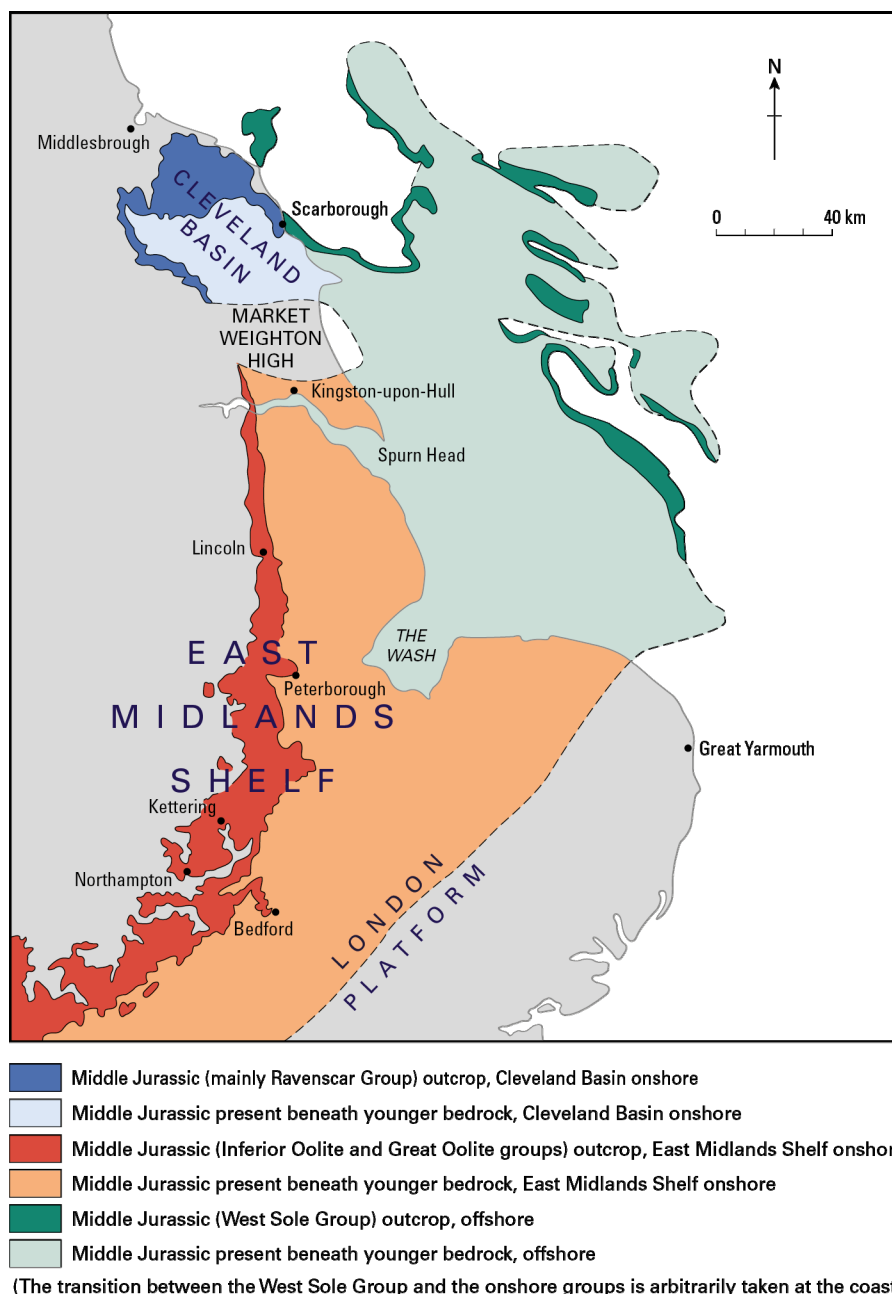 N
Middlesbrough
CLEVELAND
BASIN
Scarborough
0 40 km
MARKET
WEIGHTON
HIGH
Kingston-upon-Hull
Spurn Head
Lincoln
THE
WASH
EAST
Peterborough
MIDLANDS
Great Yarmouth
SHELF
Kettering
Northampton
Bedford
LONDON
PLATFORM
Middle Jurassic (mainly Ravenscar Group) outcrop, Cleveland Basin onshore
Middle Jurassic present beneath younger bedrock, Cleveland Basin onshore
Middle Jurassic (Inferior Oolite and Great Oolite groups) outcrop, East Midlands Shelf onshor
Middle Jurassic present beneath younger bedrock, East Midlands Shelf onshore
Middle Jurassic (West Sole Group) outcrop, offshore
Middle Jurassic present beneath younger bedrock, offshore
(The transition between the West Sole Group and the onshore groups is arbitrarily taken at the coast